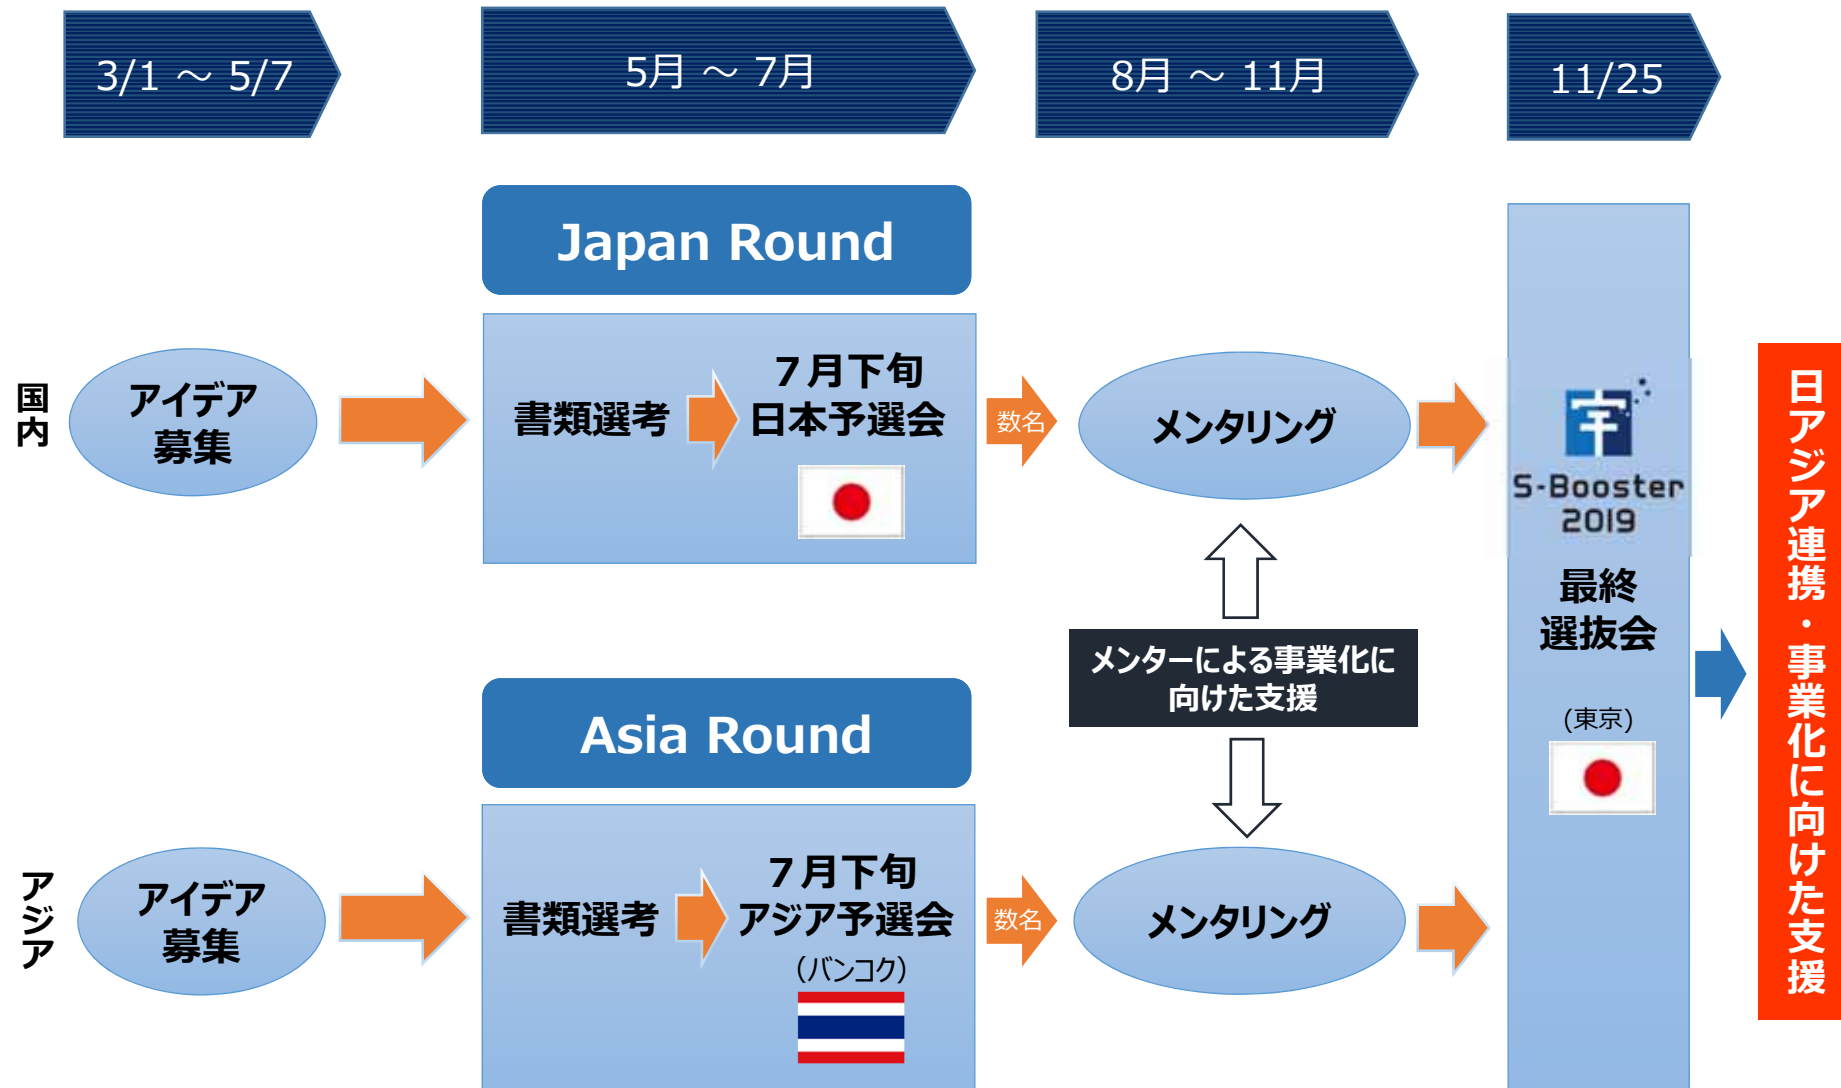 3/1 ～ 5/7
5月 ～ 7月
8月 ～ 11月
11/25
Japan Round
国内
アイデア
募集
書類選考
７月下旬
日本予選会
数名
メンタリング
S-Booster
2019
最終
選抜会
(東京)
メンターによる事業化に
向けた支援
日アジア連携・事業化に向けた支援
Asia Round
アジア
アイデア
募集
書類選考
７月下旬
アジア予選会
(バンコク)
数名
メンタリング